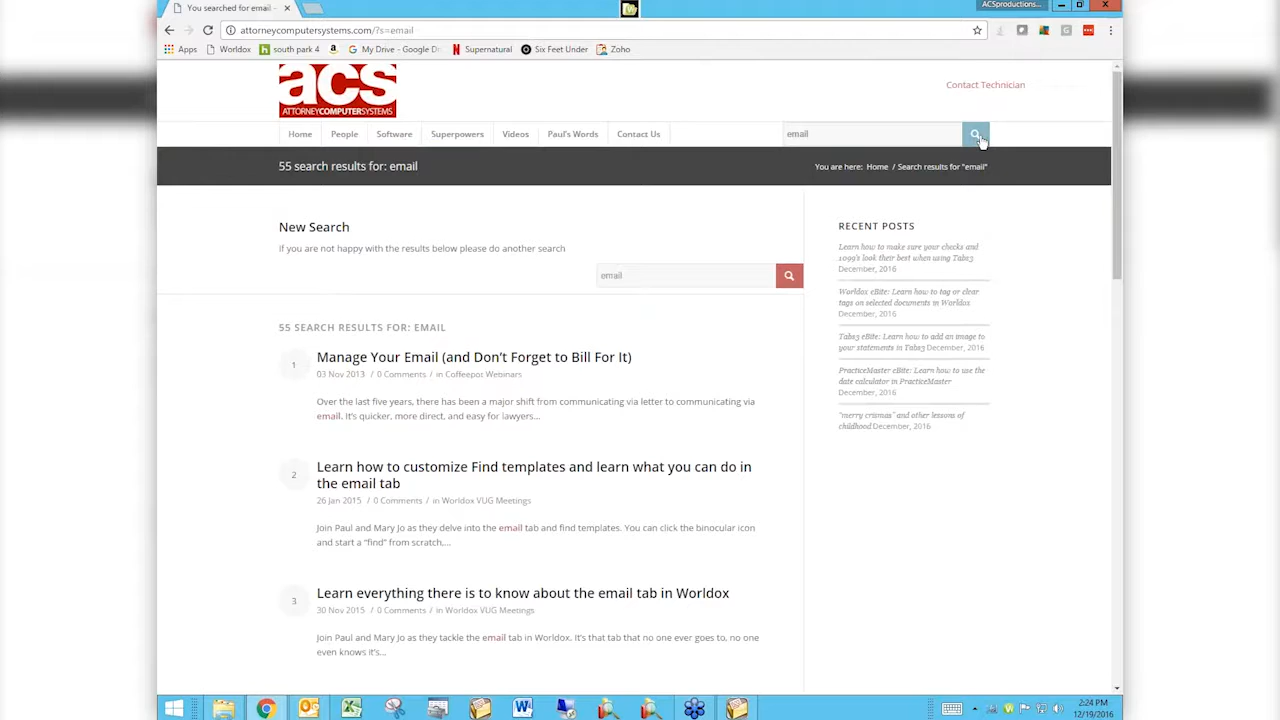 You searched for email -
ACSproductions...
attorneycomputersystems.com/?s=email
Apps Worldox south park 4 My Drive - Google Dr Supernatural Six Feet Under Zoho
acs
ATTORNEYCOMPUTERSYSTEMS
Contact Technician
Home People Software Superpowers Videos Paul's Words Contact Us email
55 search results for: email
You are here: Home / Search results for "email"
New Search
If you are not happy with the results below please do another search
email
55 SEARCH RESULTS FOR: EMAIL
1
Manage Your Email (and Don't Forget to Bill For It)
03 Nov 2013 / 0 Comments / in Coffeepot Webinars
Over the last five years, there has been a major shift from communicating via letter to communicating via
email. It's quicker, more direct, and easy for lawyers...
2
Learn how to customize Find templates and learn what you can do in
the email tab
26 Jan 2015 / 0 Comments / in Worldox VUG Meetings
Join Paul and Mary Jo as they delve into the email tab and find templates. You can click the binocular icon
and start a "find" from scratch,...
3
Learn everything there is to know about the email tab in Worldox
30 Nov 2015 / 0 Comments / in Worldox VUG Meetings
Join Paul and Mary Jo as they tackle the email tab in Worldox. It's that tab that no one ever goes to, no one
even knows it's...
RECENT POSTS
Learn how to make sure your checks and
1099's look their best when using Tabs3
December, 2016
Worldox eBite: Learn how to tag or clear
tags on selected documents in Worldox
December, 2016
Tabs3 eBite: Learn how to add an image to
your statements in Tabs3 December, 2016
PracticeMaster eBite: Learn how to use the
date calculator in PracticeMaster
December, 2016
"merry crismas" and other lessons of
childhood December, 2016
2:24 PM
12/19/2016